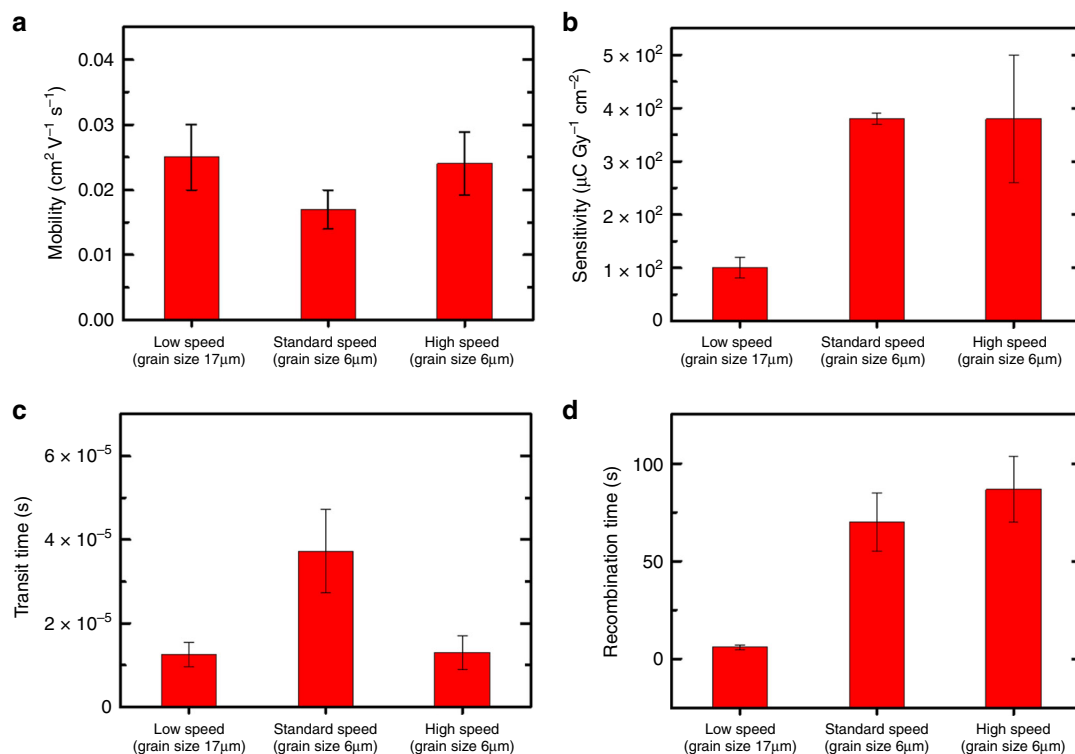 a
Mobility (cm² V⁻¹ s⁻¹)
0.04
0.03
0.02
0.01
0.00
Low speed Standard speed High speed
(grain size 17μm) (grain size 6μm) (grain size 6μm)
b
Sensitivity (μC Gy⁻¹ cm⁻²)
5 × 10²
4 × 10²
3 × 10²
2 × 10²
1 × 10²
0
Low speed Standard speed High speed
(grain size 17μm) (grain size 6μm) (grain size 6μm)
c
Transit time (s)
6 × 10⁻⁵
4 × 10⁻⁵
2 × 10⁻⁵
0
Low speed Standard speed High speed
(grain size 17μm) (grain size 6μm) (grain size 6μm)
d
Recombination time (s)
100
50
0
Low speed Standard speed High speed
(grain size 17μm) (grain size 6μm) (grain size 6μm)